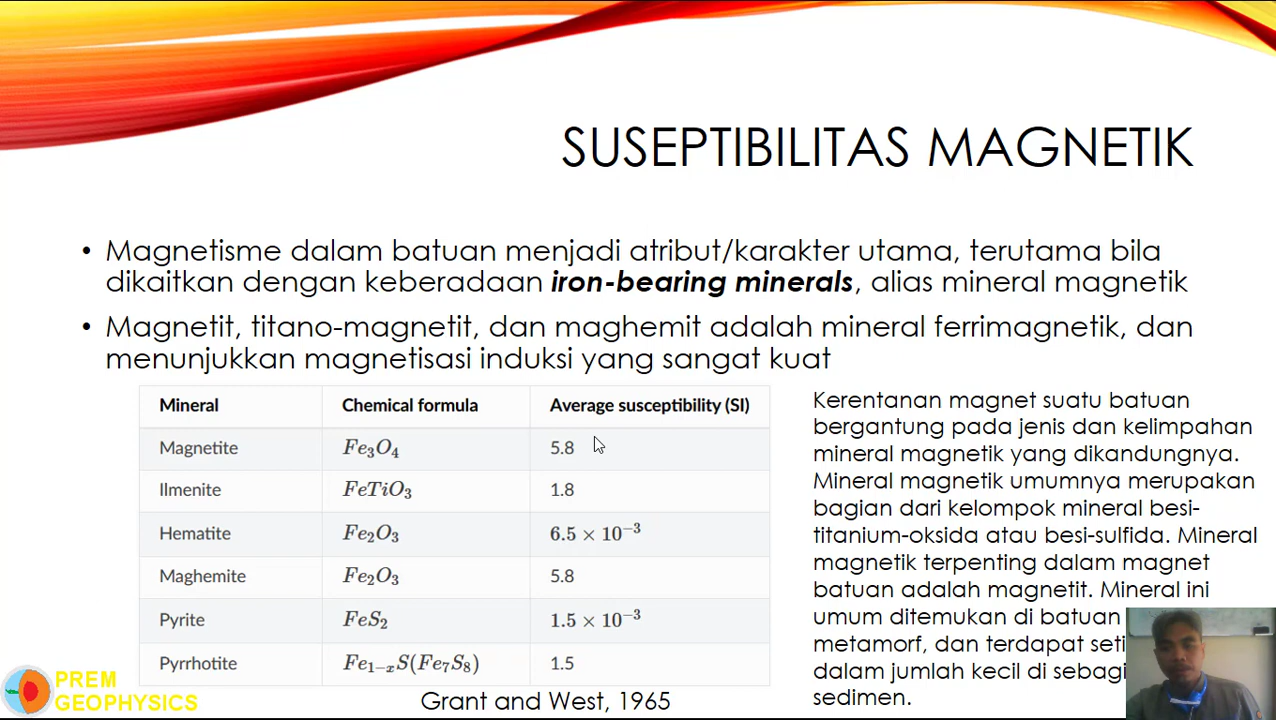 SUSEPTIBILITAS MAGNETIK
• Magnetisme dalam batuan menjadi atribut/karakter utama, terutama bila
dikaitkan dengan keberadaan iron-bearing minerals, alias mineral magnetik
• Magnetit, titano-magnetit, dan maghemit adalah mineral ferrimagnetik, dan
menunjukkan magnetisasi induksi yang sangat kuat
Mineral Chemical formula Average susceptibility (SI)
Magnetite Fe₃O₄ 5.8
Ilmenite FeTiO₃ 1.8
Hematite Fe₂O₃ 6.5 × 10⁻³
Maghemite Fe₂O₃ 5.8
Pyrite FeS₂ 1.5 × 10⁻³
Pyrrhotite Fe₁₋ₓS(Fe₇S₈) 1.5
Grant and West, 1965
Kerentanan magnet suatu batuan
bergantung pada jenis dan kelimpahan
mineral magnetik yang dikandungnya.
Mineral magnetik umumnya merupakan
bagian dari kelompok mineral besi-
titanium-oksida atau besi-sulfida. Mineral
magnetik terpenting dalam magnet
batuan adalah magnetit. Mineral ini
umum ditemukan di batuan
metamorf, dan terdapat
dalam jumlah kecil di
sedimen.
PREM
GEOPHYSICS